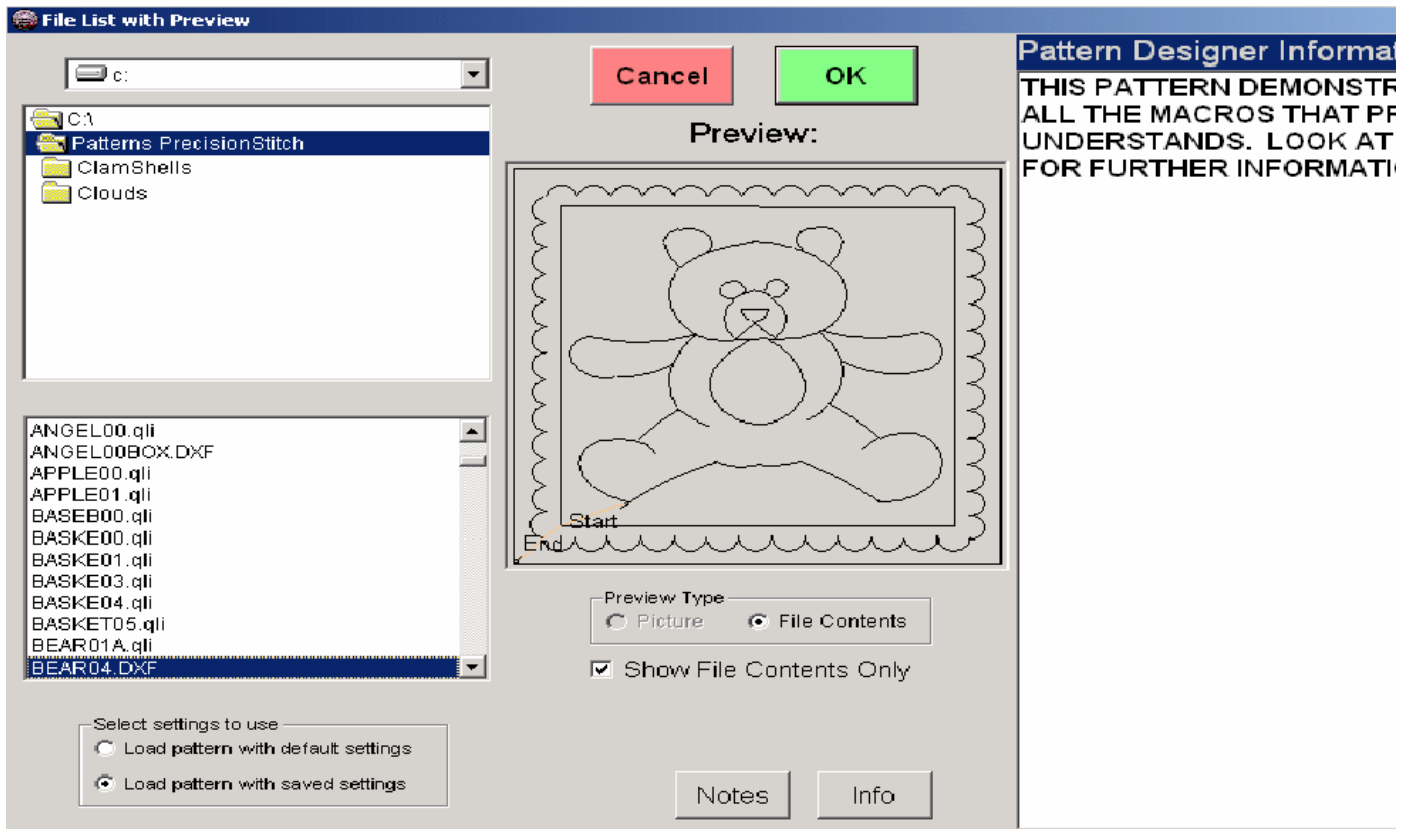 File List with Preview
c:
C:\
Patterns PrecisionStitch
ClamShells
Clouds
ANGEL00.qli
ANGEL00BOX.DXF
APPLE00.qli
APPLE01.qli
BASEB00.qli
BASKE00.qli
BASKE01.qli
BASKE03.qli
BASKE04.qli
BASKET05.qli
BEAR01A.qli
BEAR04.DXF
Select settings to use
Load pattern with default settings
Load pattern with saved settings
Cancel
OK
Preview:
Start
End
Preview Type
Picture
File Contents
Show File Contents Only
Notes
Info
Pattern Designer Informat
THIS PATTERN DEMONSTR
ALL THE MACROS THAT PR
UNDERSTANDS. LOOK AT
FOR FURTHER INFORMATI